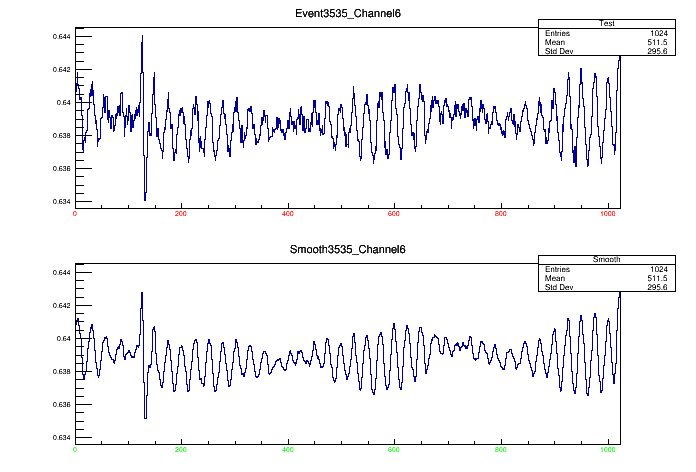 Event3535_Channel6
Test
Entries 1024
Mean 511.5
Std Dev 295.6
0.644
0.642
0.64
0.638
0.636
0.634
0 200 400 600 800 1000
Smooth3535_Channel6
Smooth
Entries 1024
Mean 511.5
Std Dev 295.6
0.644
0.642
0.64
0.638
0.636
0.634
0 200 400 600 800 1000